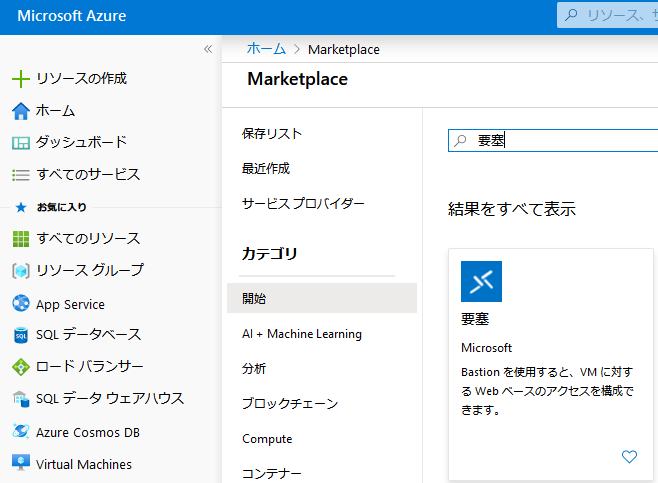 Microsoft Azure
リソース、サ
ホーム > Marketplace
Marketplace
リソースの作成
ホーム
ダッシュボード
すべてのサービス
お気に入り
すべてのリソース
リソース グループ
App Service
SQL データベース
ロード バランサー
SQL データ ウェアハウス
Azure Cosmos DB
Virtual Machines
保存リスト
最近作成
サービス プロバイダー
カテゴリ
開始
AI + Machine Learning
分析
ブロックチェーン
Compute
コンテナー
要塞
結果をすべて表示
要塞
Microsoft
Bastion を使用すると、VM に対す
る Web ベースのアクセスを構成で
きます。